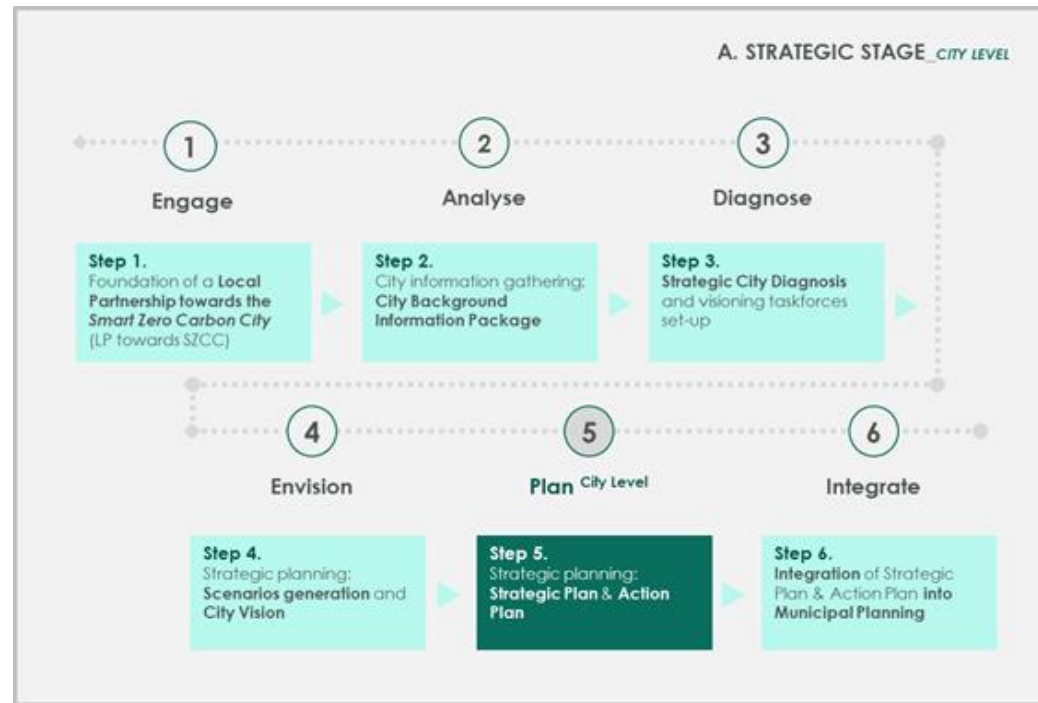 A. STRATEGIC STAGE_CITY LEVEL
1
2
3
Engage
Analyse
Diagnose
Step 1.
Foundation of a Local
Partnership towards the
Smart Zero Carbon City
(LP towards SZCC)
Step 2.
City information gathering:
City Background
Information Package
Step 3.
Strategic City Diagnosis
and visioning taskforces
set-up
4
5
6
Envision
Plan City Level
Integrate
Step 4.
Strategic planning:
Scenarios generation and
City Vision
Step 5.
Strategic planning:
Strategic Plan & Action
Plan
Step 6.
Integration of Strategic
Plan & Action Plan into
Municipal Planning